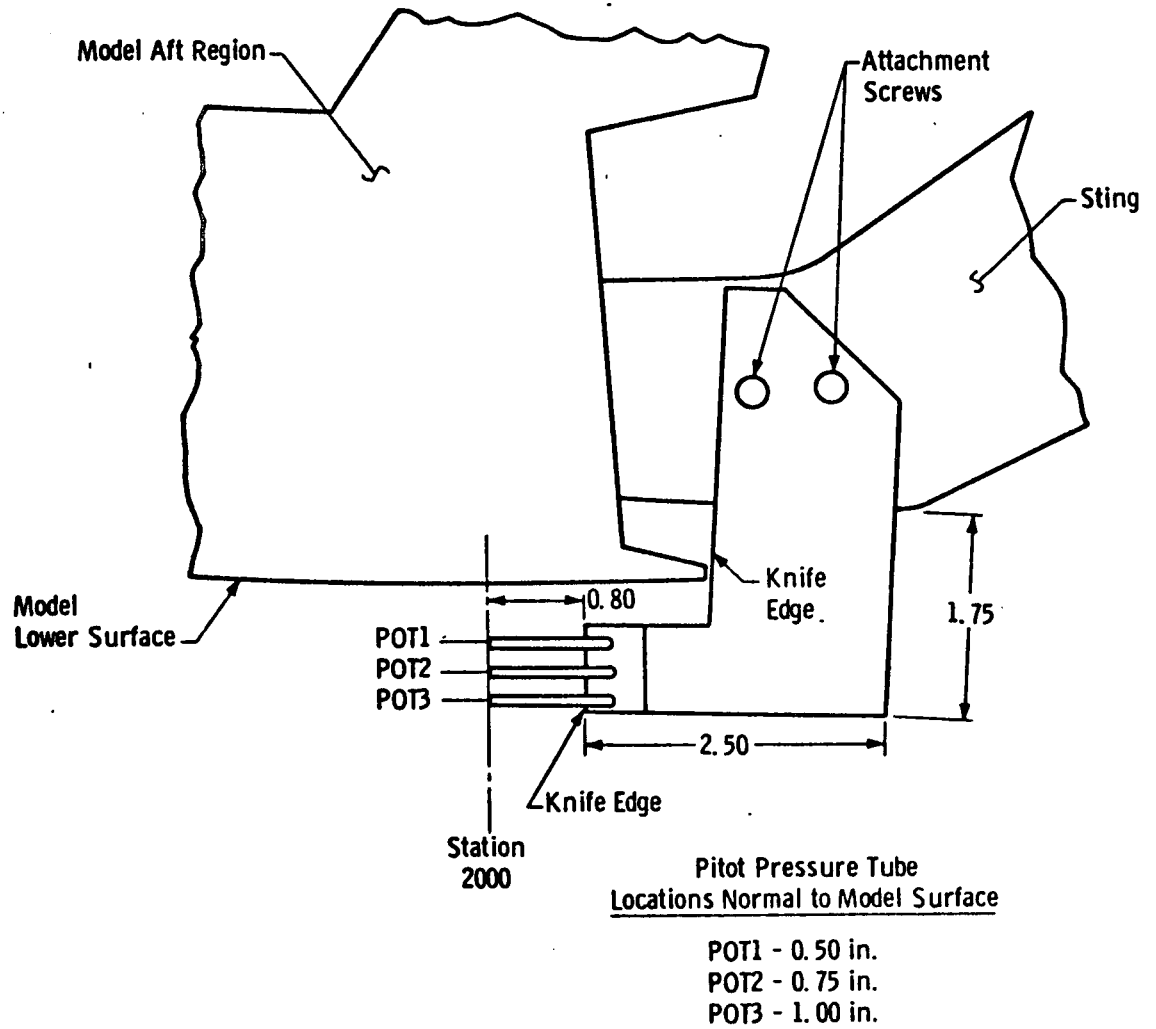 Model Aft Region
Attachment
Screws
Sting
Knife
Edge.
Model
Lower Surface
0.80
1.75
POT1
POT2
POT3
2.50
Knife Edge
Station
2000
Pitot Pressure Tube
Locations Normal to Model Surface
POT1 - 0.50 in.
POT2 - 0.75 in.
POT3 - 1.00 in.